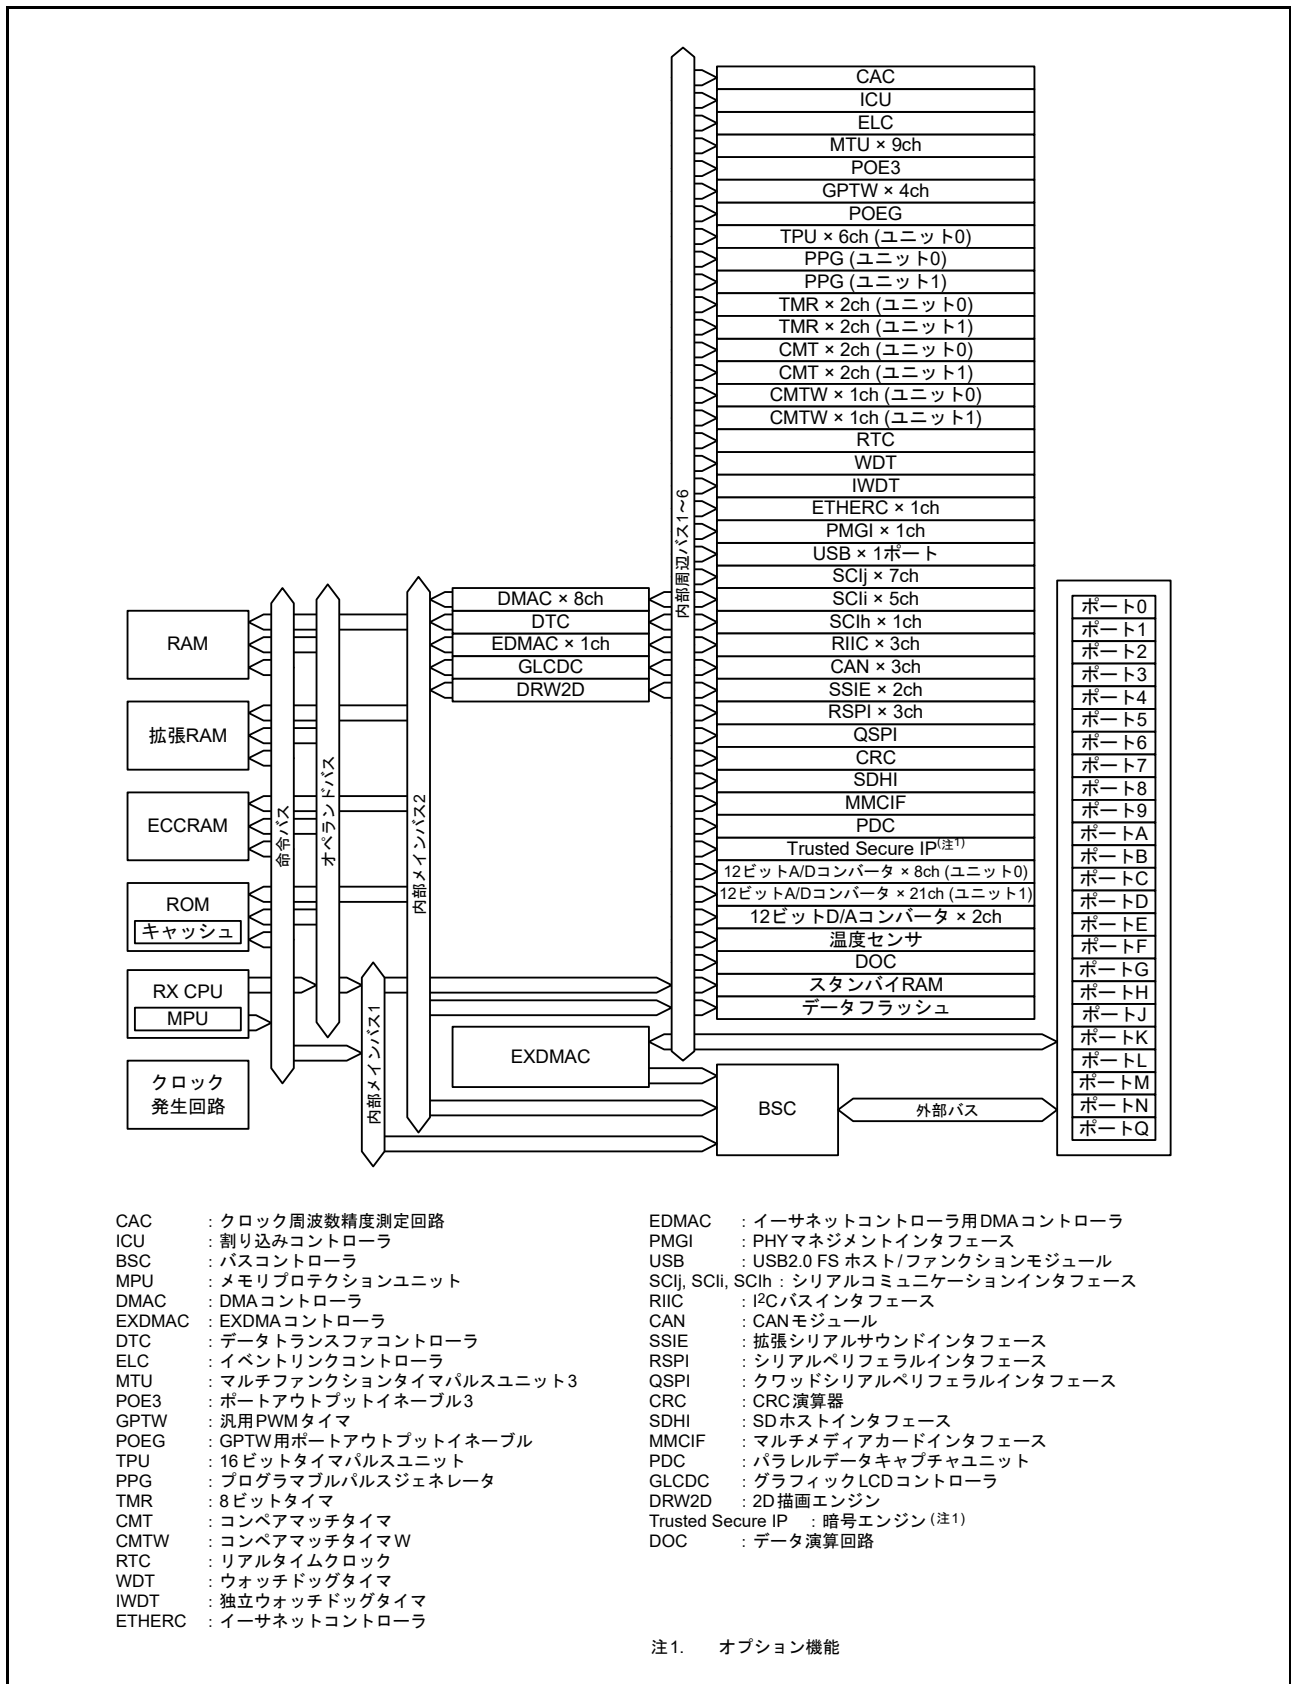 CAC
ICU
ELC
MTU × 9ch
POE3
GPTW × 4ch
POEG
TPU × 6ch (ユニット0)
PPG (ユニット0)
PPG (ユニット1)
TMR × 2ch (ユニット0)
TMR × 2ch (ユニット1)
CMT × 2ch (ユニット0)
CMT × 2ch (ユニット1)
CMTW × 1ch (ユニット0)
CMTW × 1ch (ユニット1)
RTC
WDT
IWDT
ETHERC × 1ch
PMGI × 1ch
USB × 1ポート
SCIj × 7ch
SCIi × 5ch
SCIh × 1ch
RIIC × 3ch
CAN × 3ch
SSIE × 2ch
RSPI × 3ch
QSPI
CRC
SDHI
MMCIF
PDC
Trusted Secure IP(注1)
12ビットA/Dコンバータ × 8ch (ユニット0)
12ビットA/Dコンバータ × 21ch (ユニット1)
12ビットD/Aコンバータ × 2ch
温度センサ
DOC
スタンバイRAM
データフラッシュ
内部周辺バス1～6
DMAC × 8ch
DTC
EDMAC × 1ch
GLCDC
DRW2D
RAM
拡張RAM
ECCRAM
ROM
キャッシュ
RX CPU
MPU
クロック
発生回路
命令バス
オペランドバス
内部メインバス1
内部メインバス2
EXDMAC
BSC
外部バス
ポート0
ポート1
ポート2
ポート3
ポート4
ポート5
ポート6
ポート7
ポート8
ポート9
ポートA
ポートB
ポートC
ポートD
ポートE
ポートF
ポートG
ポートH
ポートJ
ポートK
ポートL
ポートM
ポートN
ポートQ
CAC : クロック周波数精度測定回路
ICU : 割り込みコントローラ
BSC : バスコントローラ
MPU : メモリプロテクションユニット
DMAC : DMAコントローラ
EXDMAC : EXDMAコントローラ
DTC : データトランスファコントローラ
ELC : イベントリンクコントローラ
MTU : マルチファンクションタイマパルスユニット3
POE3 : ポートアウトプットイネーブル3
GPTW : 汎用PWMタイマ
POEG : GPTW用ポートアウトプットイネーブル
TPU : 16ビットタイマパルスユニット
PPG : プログラマブルパルスジェネレータ
TMR : 8ビットタイマ
CMT : コンペアマッチタイマ
CMTW : コンペアマッチタイマW
RTC : リアルタイムクロック
WDT : ウォッチドッグタイマ
IWDT : 独立ウォッチドッグタイマ
ETHERC : イーサネットコントローラ
EDMAC : イーサネットコントローラ用DMAコントローラ
PMGI : PHYマネジメントインタフェース
USB : USB2.0 FS ホスト/ファンクションモジュール
SCIj, SCIi, SCIh : シリアルコミュニケーションインタフェース
RIIC : I2Cバスインタフェース
CAN : CANモジュール
SSIE : 拡張シリアルサウンドインタフェース
RSPI : シリアルペリフェラルインタフェース
QSPI : クワッドシリアルペリフェラルインタフェース
CRC : CRC演算器
SDHI : SDホストインタフェース
MMCIF : マルチメディアカードインタフェース
PDC : パラレルデータキャプチャユニット
GLCDC : グラフィックLCDコントローラ
DRW2D : 2D描画エンジン
Trusted Secure IP : 暗号エンジン(注1)
DOC : データ演算回路
注1. オプション機能